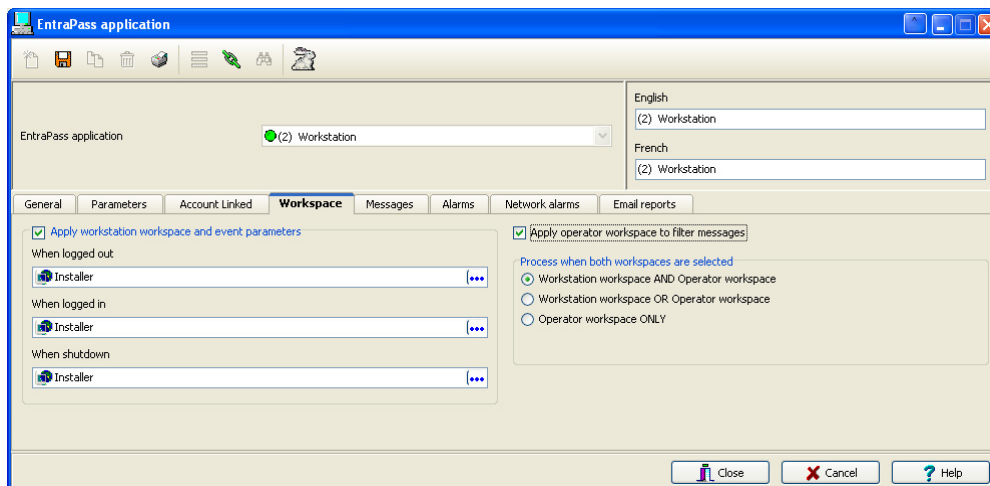 EntraPass application
English
(2) Workstation
EntraPass application
(2) Workstation
French
(2) Workstation
General Parameters Account Linked Workspace Messages Alarms Network alarms Email reports
Apply workstation workspace and event parameters
Apply operator workspace to filter messages
When logged out
Installer
When logged in
Installer
When shutdown
Installer
Process when both workspaces are selected
Workstation workspace AND Operator workspace
Workstation workspace OR Operator workspace
Operator workspace ONLY
Close Cancel Help